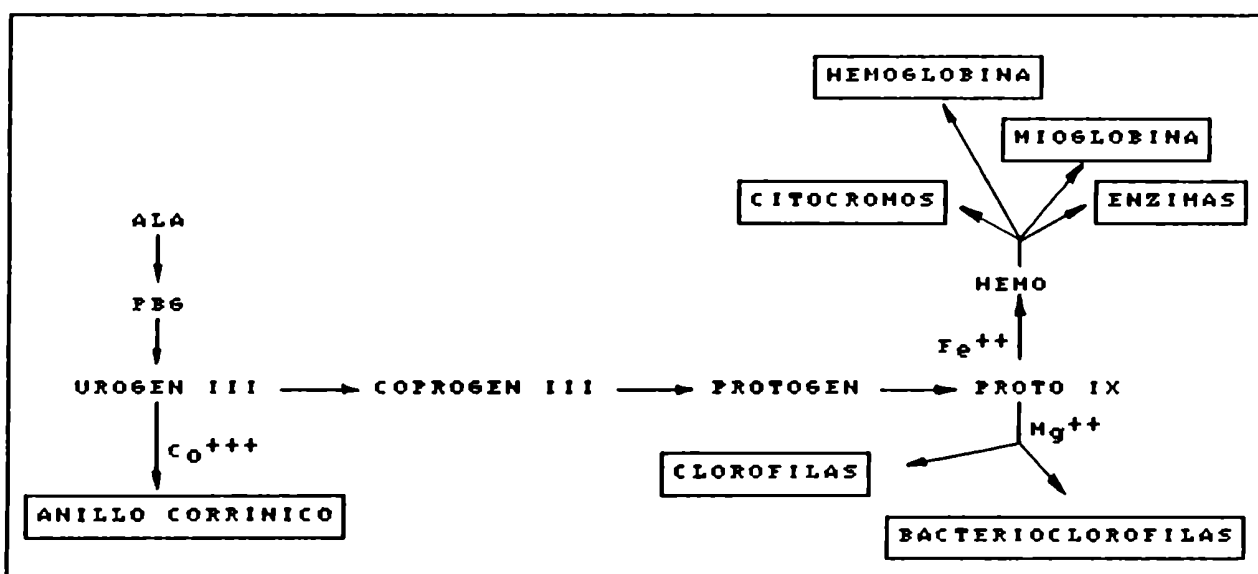 HEMOGLOBINA
MIOGLOBINA
CITOCROMOS
ENZIMAS
ALA
HEMO
PBG
Fe++
UROGEN III
COPROGEN III
PROTOGEN
PROTO IX
Co+++
Mg++
CLOROFILAS
ANILLO CORRINICO
BACTERIOCLOROFILAS